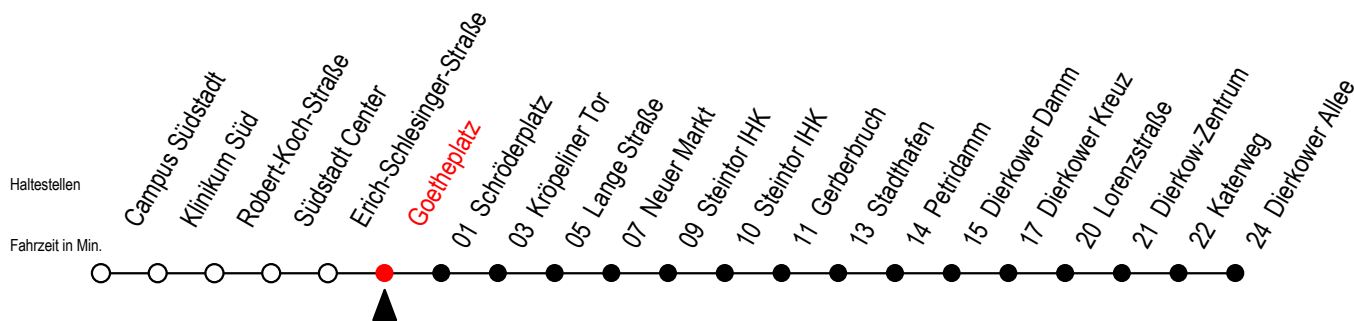 Haltestellen
Fahrzeit in Min.
Campus Südstadt
Klinikum Süd
Robert-Koch-Straße
Südstadt Center
Erich-Schlesinger-Straße
Goetheplatz
01 Schröderplatz
03 Kröpeliner Tor
05 Lange Straße
07 Neuer Markt
09 Steintor IHK
10 Steintor IHK
11 Gerberbruch
13 Stadthafen
14 Petridamm
15 Dierkower Damm
17 Dierkower Kreuz
20 Lorenzstraße
21 Dierkow-Zentrum
22 Katerweg
24 Dierkower Allee